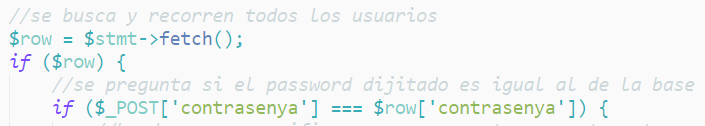 //se busca y recorren todos los usuarios
$row = $stmt->fetch();
if ($row) {
//se pregunta si el password dijitado es igual al de la base
if ($_POST['contrasenya'] === $row['contrasenya']) {